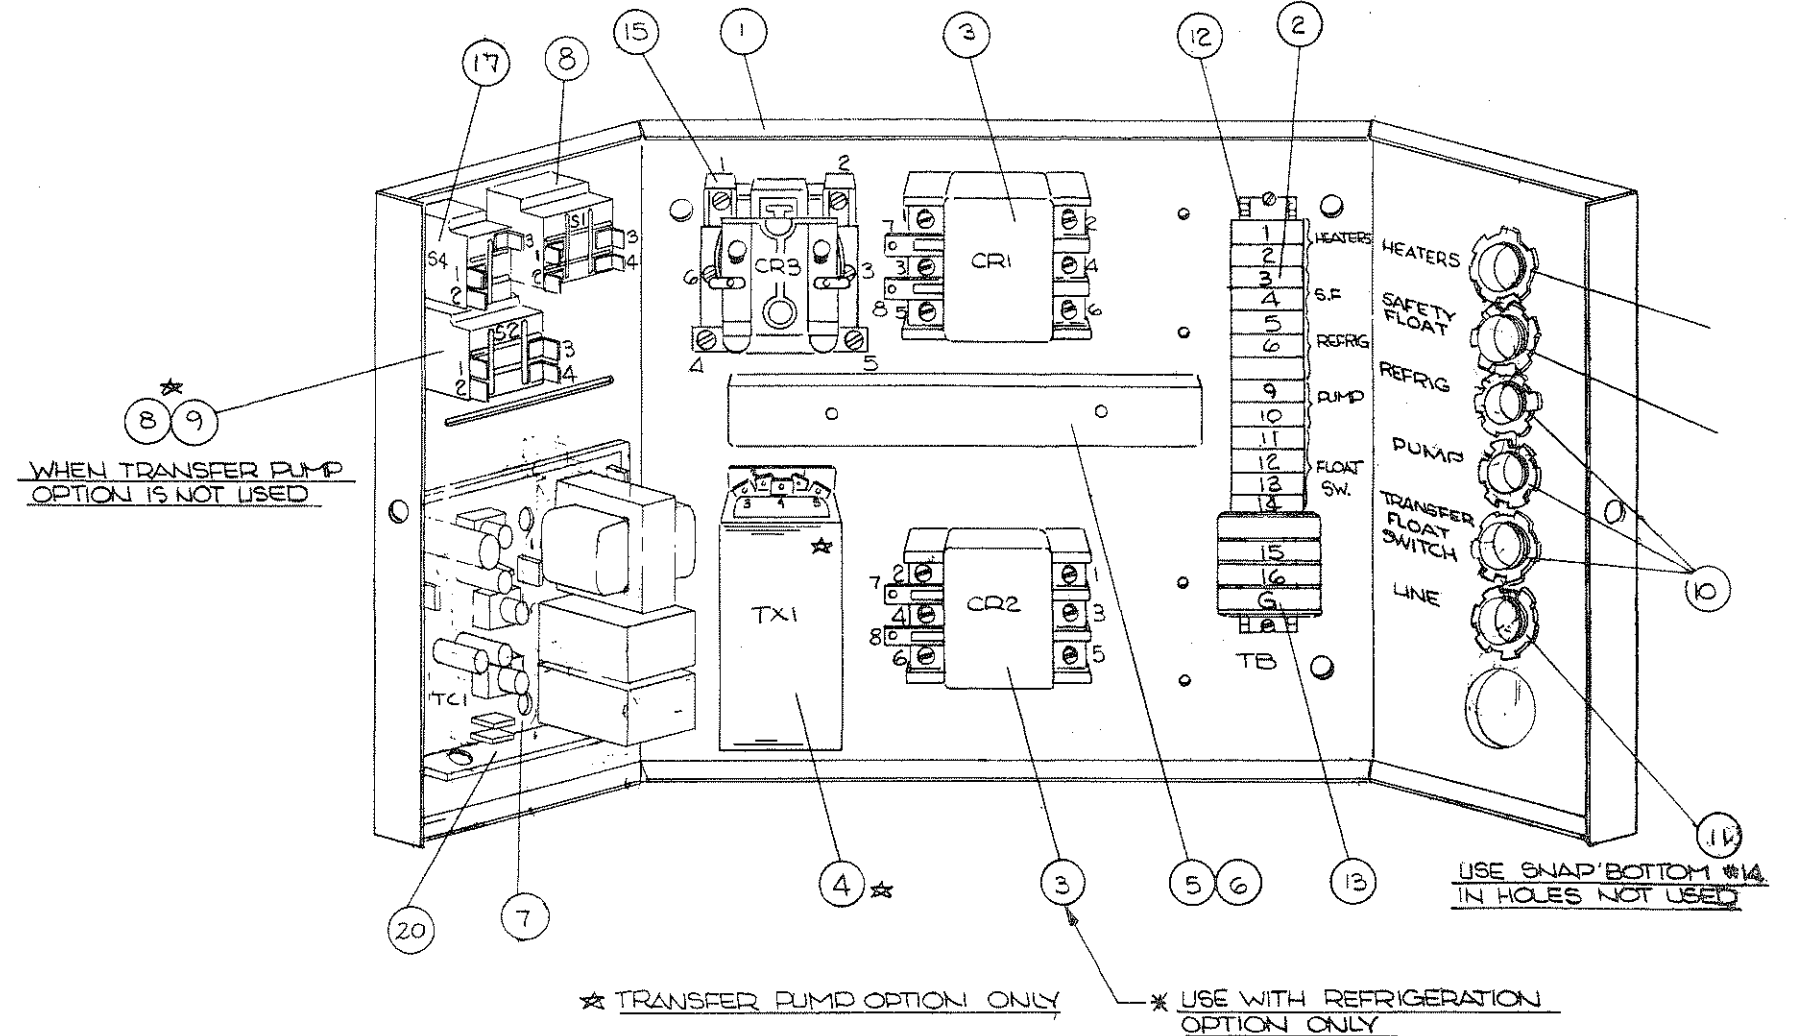 17
8
15
1
3
12
2
1
2
S4
3
1
2
S1
3
4
1
2
S2
3
1
4
2
6
CR3
3
4
5
7
2
3
CR1
4
8
5
6
1
2
3
4
5
6
9
10
11
12
13
14
15
16
G
TB
HEATERS
S.F
REFRIG
PUMP
FLOAT
SW.
HEATERS
SAFETY
FLOAT
REFRIG
PUMP
TRANSFER
FLOAT
SWITCH
LINE
☆
8 9
WHEN TRANSFER PUMP
OPTION IS NOT USED
3 4 5
☆
TX1
7
2
1
4
CR2
3
8
6
5
TC1
10
11
USE SNAP'BOTTOM #14
IN HOLES NOT USED
20
7
4 ☆
3
5 6
13
☆ TRANSFER PUMP OPTION ONLY
* USE WITH REFRIGERATION
OPTION ONLY